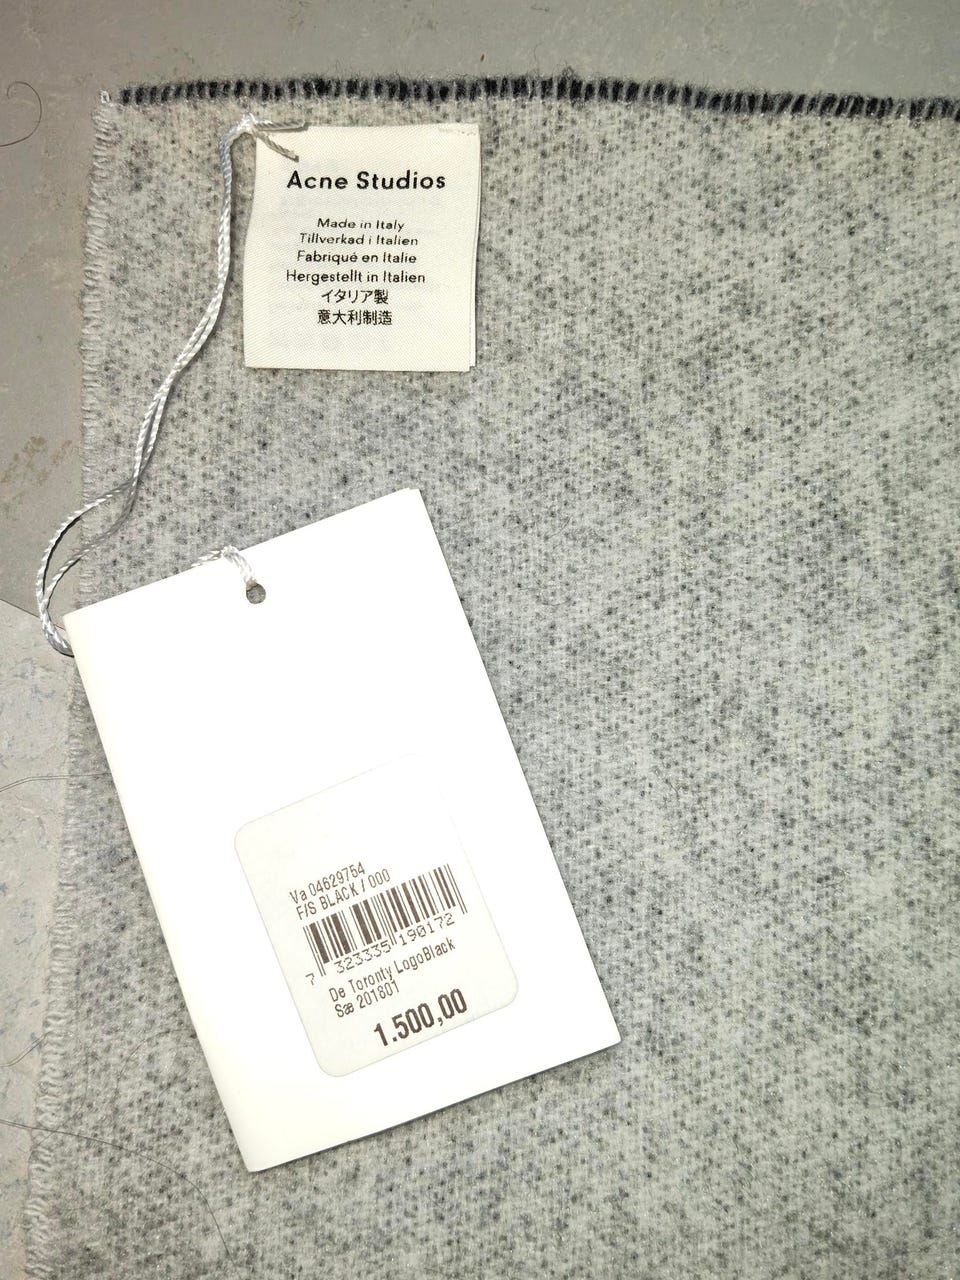 Acne Studios
Made in Italy
Tillverkad i Italien
Fabriqué en Italie
Hergestellt in Italien
イタリア製
意大利制造
Va 04629754
F/S BLACK / 000
7 323335 190172
De Toronty LogoBlack
Sæ 201801
1.500,00